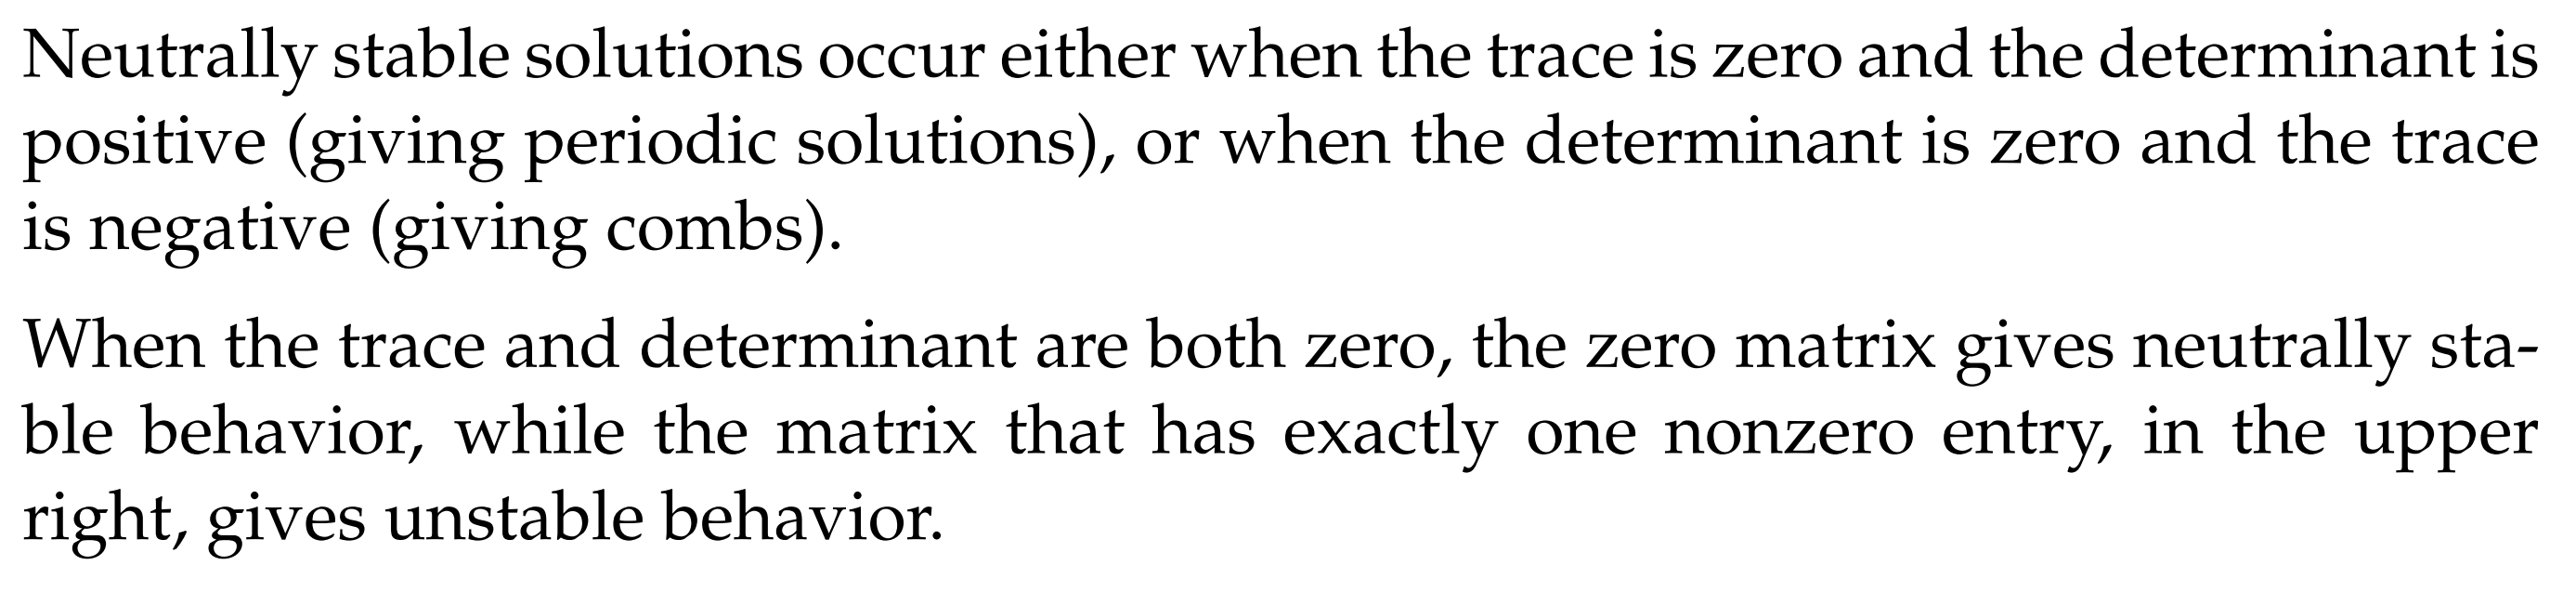 Neutrally stable solutions occur either when the trace is zero and the determinant is
positive (giving periodic solutions), or when the determinant is zero and the trace
is negative (giving combs).
When the trace and determinant are both zero, the zero matrix gives neutrally sta-
ble behavior, while the matrix that has exactly one nonzero entry, in the upper
right, gives unstable behavior.